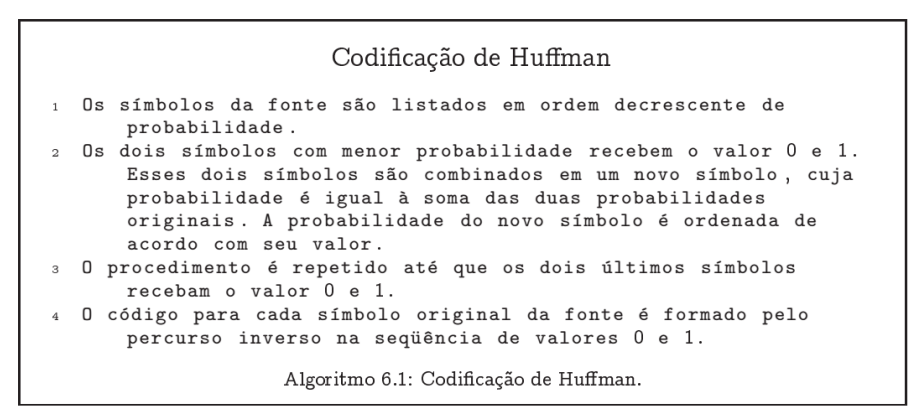 Codificação de Huffman
1 Os símbolos da fonte são listados em ordem decrescente de
probabilidade.
2 Os dois símbolos com menor probabilidade recebem o valor 0 e 1.
Esses dois símbolos são combinados em um novo símbolo, cuja
probabilidade é igual à soma das duas probabilidades
originais. A probabilidade do novo símbolo é ordenada de
acordo com seu valor.
3 O procedimento é repetido até que os dois últimos símbolos
recebam o valor 0 e 1.
4 O código para cada símbolo original da fonte é formado pelo
percurso inverso na seqüência de valores 0 e 1.
Algoritmo 6.1: Codificação de Huffman.